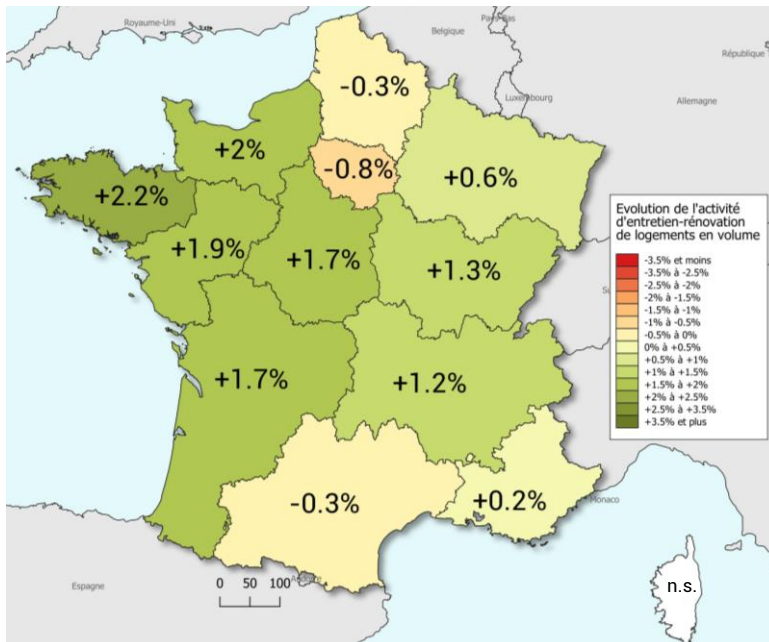 Royaume-Uni
Pays-Bas
Belgique
République
Luxembourg
Allemagne
-0.3%
+2%
-0.8%
+0.6%
+2.2%
+1.9%
+1.7%
+1.3%
+1.7%
+1.2%
-0.3%
+0.2%
Monaco
n.s.
Espagne
0 50 100
Evolution de l'activité
d'entretien-rénovation
de logements en volume
-3.5% et moins
-3.5% à -2.5%
-2.5% à -2%
-2% à -1.5%
-1.5% à -1%
-1% à -0.5%
-0.5% à 0%
0% à +0.5%
+0.5% à +1%
+1% à +1.5%
+1.5% à +2%
+2% à +2.5%
+2.5% à +3.5%
+3.5% et plus